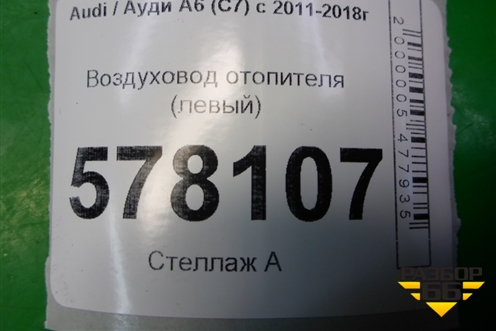 Audi / Ауди А6 (С7) с 2011-2018г
Воздуховод отопителя
(левый)
578107
Стеллаж А
2000005477935
РАЗБОР
66